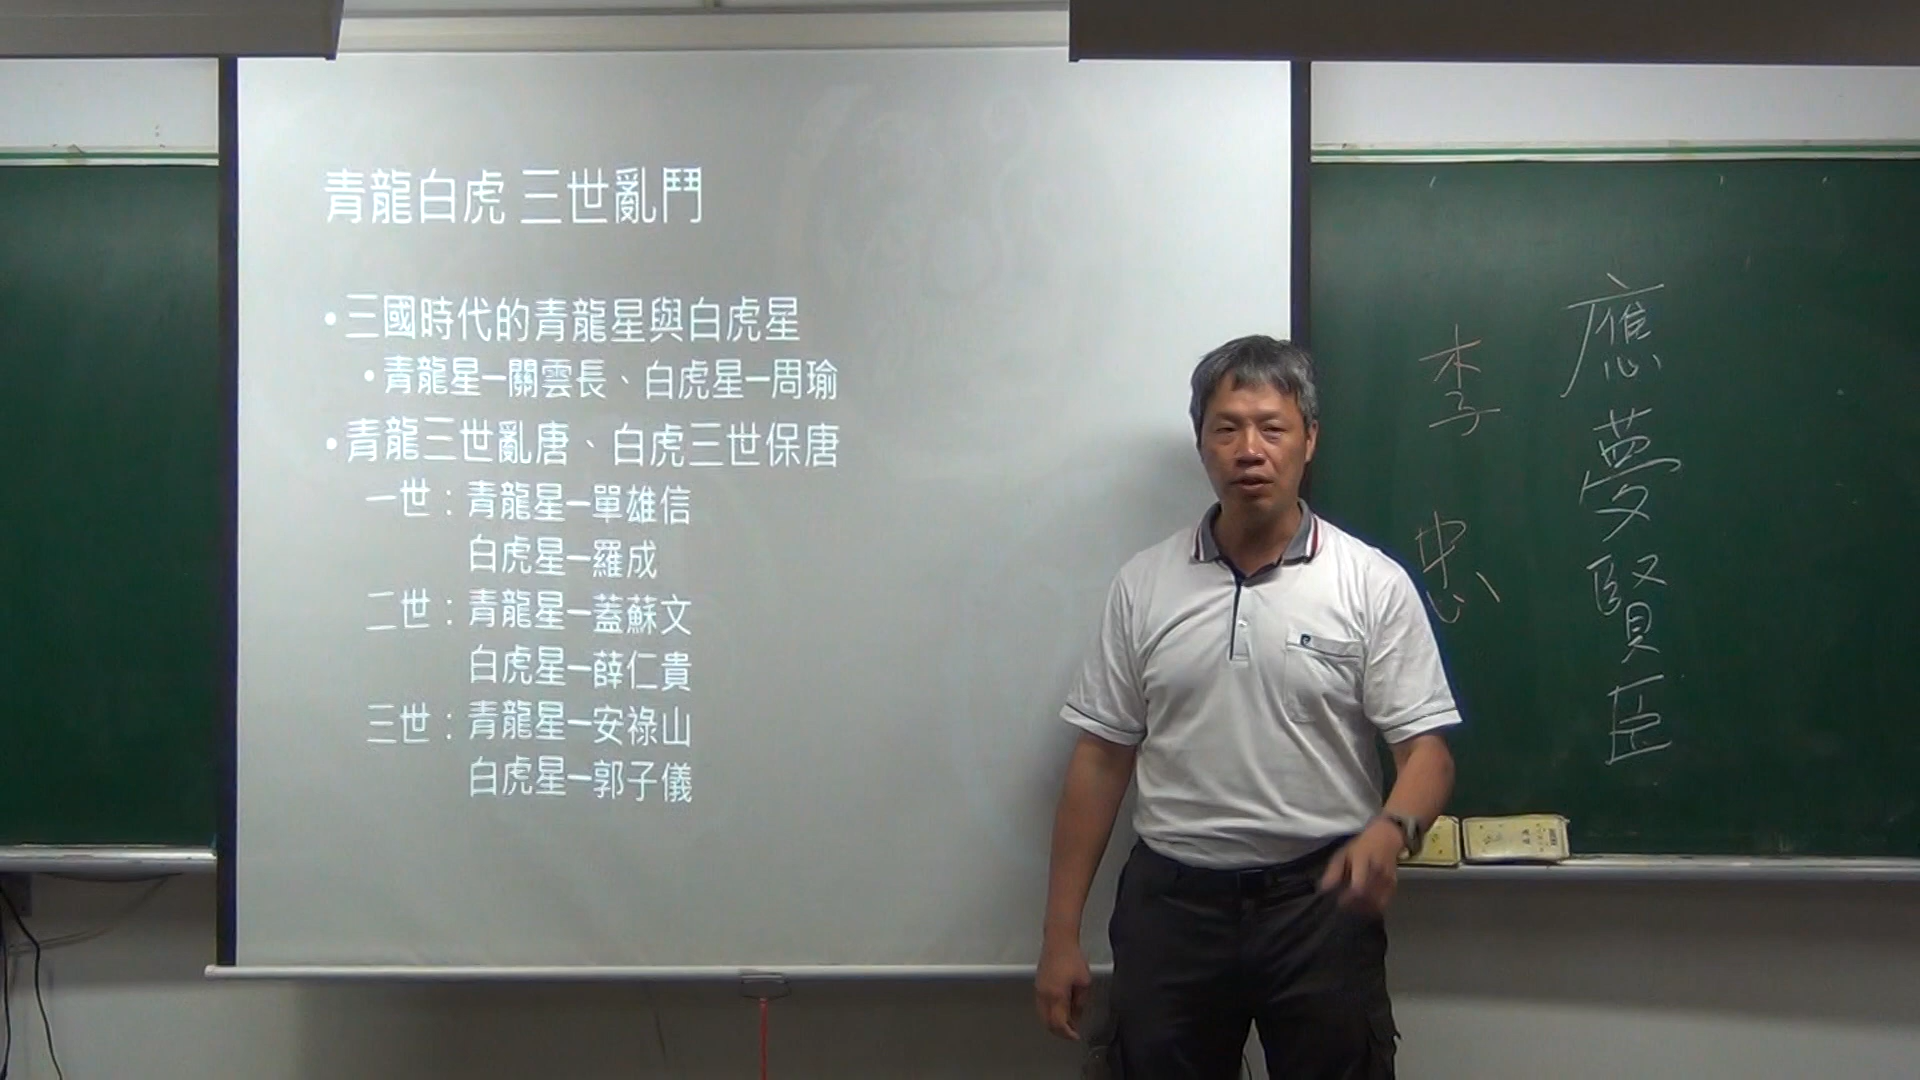 青龍白虎 三世亂鬥
•三國時代的青龍星與白虎星
•青龍星—關雲長、白虎星—周瑜
•青龍三世亂唐、白虎三世保唐
一世：青龍星—單雄信
白虎星—羅成
二世：青龍星—蓋蘇文
白虎星—薛仁貴
三世：青龍星—安祿山
白虎星—郭子儀
應夢賢臣
李忠